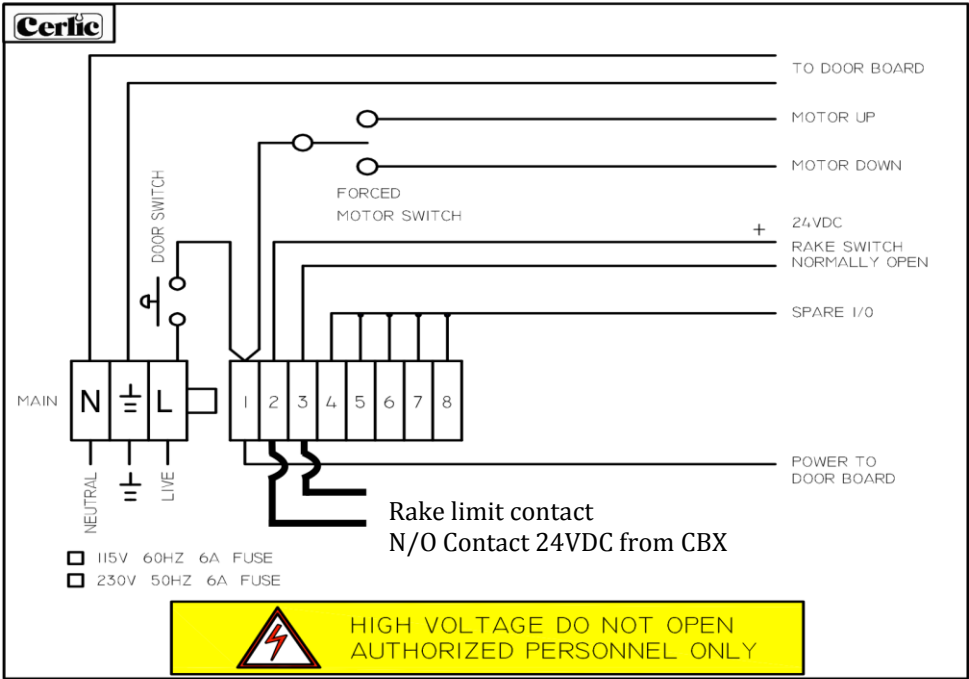 Cerlic
TO DOOR BOARD
MOTOR UP
MOTOR DOWN
FORCED
MOTOR SWITCH
DOOR SWITCH
+ 24VDC
RAKE SWITCH
NORMALLY OPEN
SPARE I/0
MAIN N L 1 2 3 4 5 6 7 8
NEUTRAL
LIVE
POWER TO
DOOR BOARD
Rake limit contact
N/O Contact 24VDC from CBX
115V 60HZ 6A FUSE
230V 50HZ 6A FUSE
HIGH VOLTAGE DO NOT OPEN
AUTHORIZED PERSONNEL ONLY